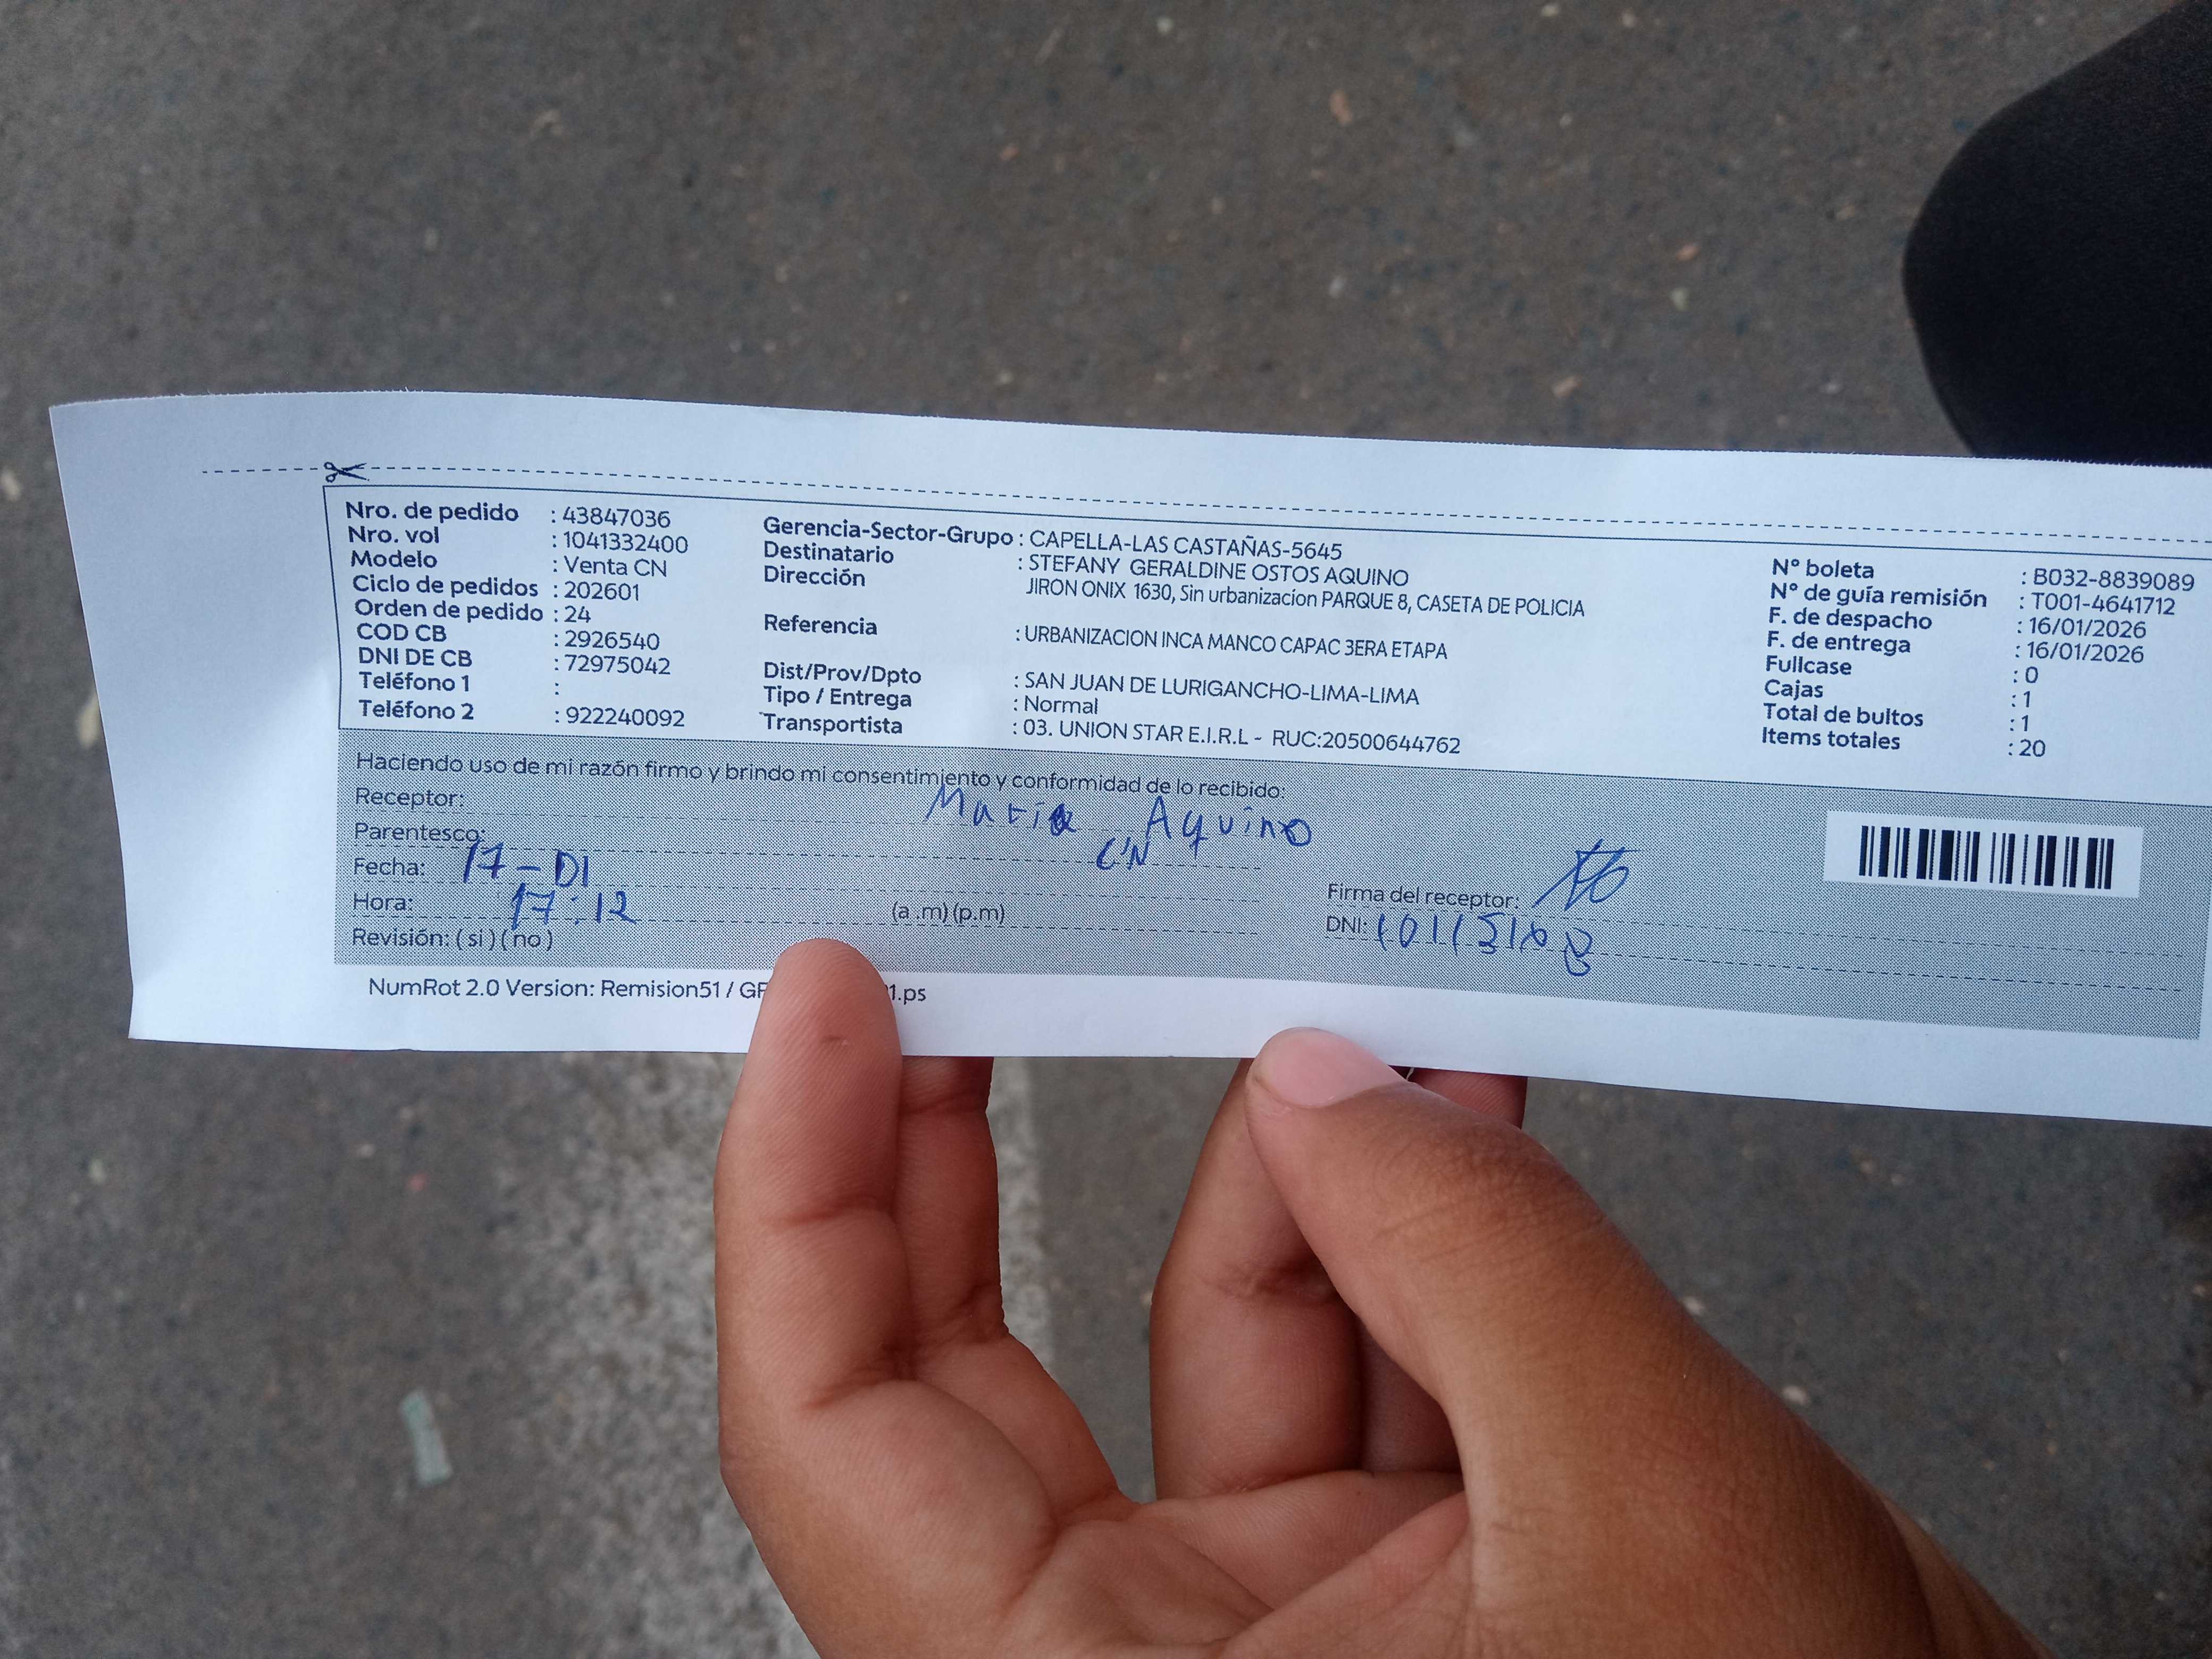 Nro. de pedido : 43847036
Nro. vol : 1041332400
Modelo : Venta CN
Ciclo de pedidos : 202601
Orden de pedido : 24
COD CB : 2926540
DNI DE CB : 72975042
Teléfono 1 :
Teléfono 2 : 922240092
Gerencia-Sector-Grupo : CAPELLA-LAS CASTAÑAS-5645
Destinatario : STEFANY GERALDINE OSTOS AQUINO
Dirección JIRON ONIX 1630, Sin urbanizacion PARQUE 8, CASETA DE POLICIA
Referencia : URBANIZACION INCA MANCO CAPAC 3ERA ETAPA
Dist/Prov/Dpto : SAN JUAN DE LURIGANCHO-LIMA-LIMA
Tipo / Entrega : Normal
Transportista : 03. UNION STAR E.I.R.L - RUC:20500644762
N° boleta : B032-8839089
N° de guía remisión : T001-4641712
F. de despacho : 16/01/2026
F. de entrega : 16/01/2026
Fullcase : 0
Cajas : 1
Total de bultos : 1
Items totales : 20
Haciendo uso de mi razón firmo y brindo mi consentimiento y conformidad de lo recibido:
Receptor: Maria Aquino
Parentesco: CN
Fecha: 17-01
Hora: 17:12 (a .m) (p.m)
Revisión: ( si ) ( no )
Firma del receptor:
DNI:
NumRot 2.0 Version: Remision51 / GF 1.ps